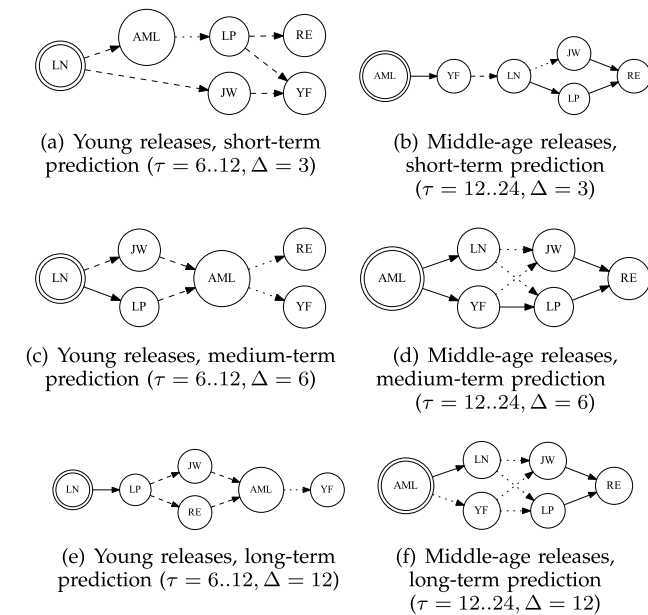 LN
AML
LP
RE
JW
YF
(a) Young releases, short-term
prediction (τ = 6..12, Δ = 3)
AML
YF
LN
JW
LP
RE
(b) Middle-age releases,
short-term prediction
(τ = 12..24, Δ = 3)
LN
JW
LP
AML
RE
YF
(c) Young releases, medium-term
prediction (τ = 6..12, Δ = 6)
AML
LN
YF
JW
LP
RE
(d) Middle-age releases,
medium-term prediction
(τ = 12..24, Δ = 6)
LN
LP
JW
RE
AML
YF
(e) Young releases, long-term
prediction (τ = 6..12, Δ = 12)
AML
LN
YF
JW
LP
RE
(f) Middle-age releases,
long-term prediction
(τ = 12..24, Δ = 12)